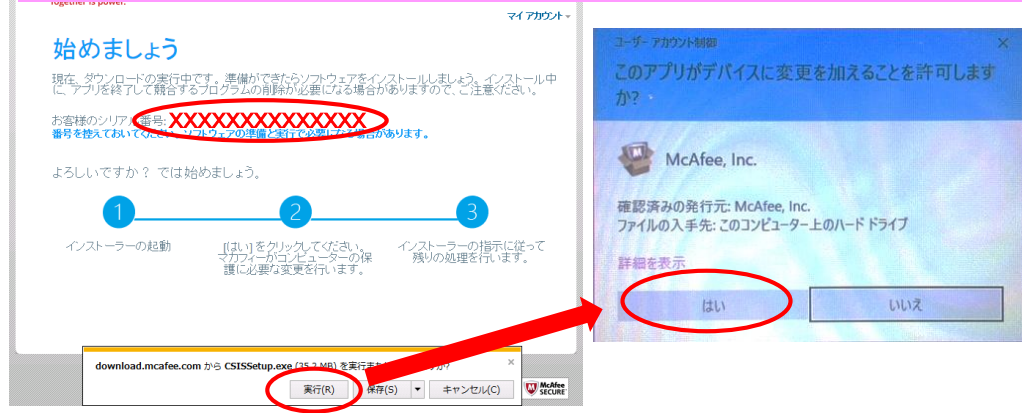 Together is power.
マイ アカウント
始めましょう
現在、ダウンロードの実行中です。準備ができたらソフトウェアをインストールしましょう。インストール中
に、アプリを終了して競合するプログラムの削除が必要になる場合がありますので、ご注意ください。
お客様のシリアル番号: XXXXXXXXXXXXXX
番号を控えておいてください。ソフトウェアの準備と実行で必要になる場合があります。
よろしいですか? では始めましょう。
1
2
3
インストーラーの起動
[はい] をクリックしてください。
マカフィーがコンピューターの保
護に必要な変更を行います。
インストーラーの指示に従って
残りの処理を行います。
download.mcafee.com から CSISSetup.exe (35.2 MB) を実行また
か?
実行(R)
保存(S)
キャンセル(C)
McAfee
SECURE
ユーザー アカウント制御
このアプリがデバイスに変更を加えることを許可します
か?
McAfee, Inc.
確認済みの発行元: McAfee, Inc.
ファイルの入手先: このコンピューター上のハード ドライブ
詳細を表示
はい
いいえ